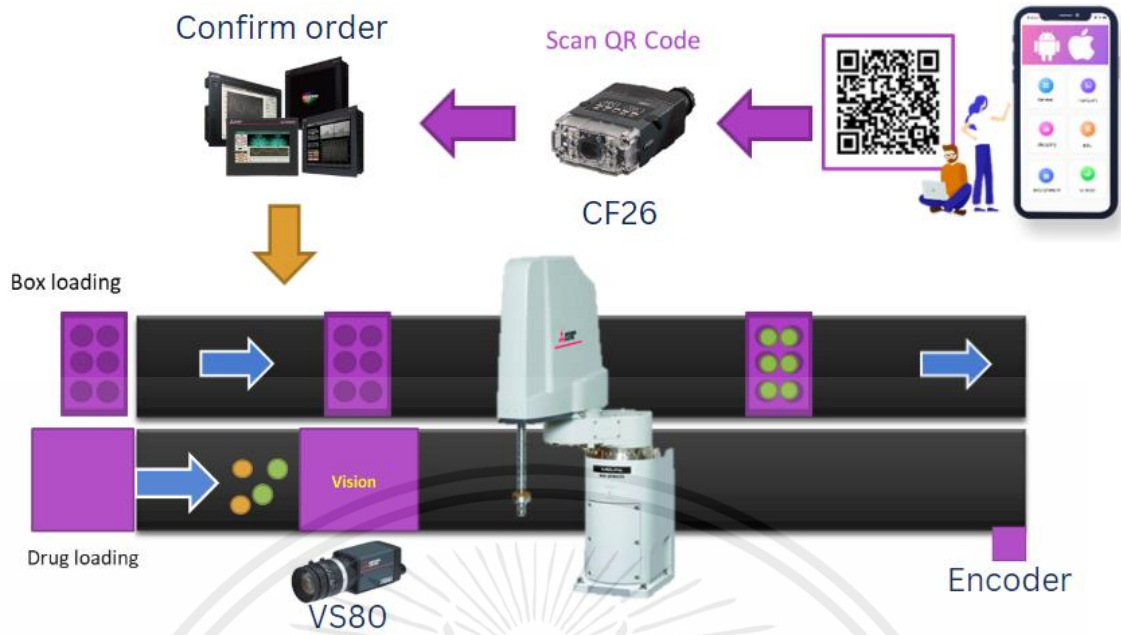 Confirm order
Scan QR Code
CF26
Box loading
Vision
Drug loading
VS80
Encoder